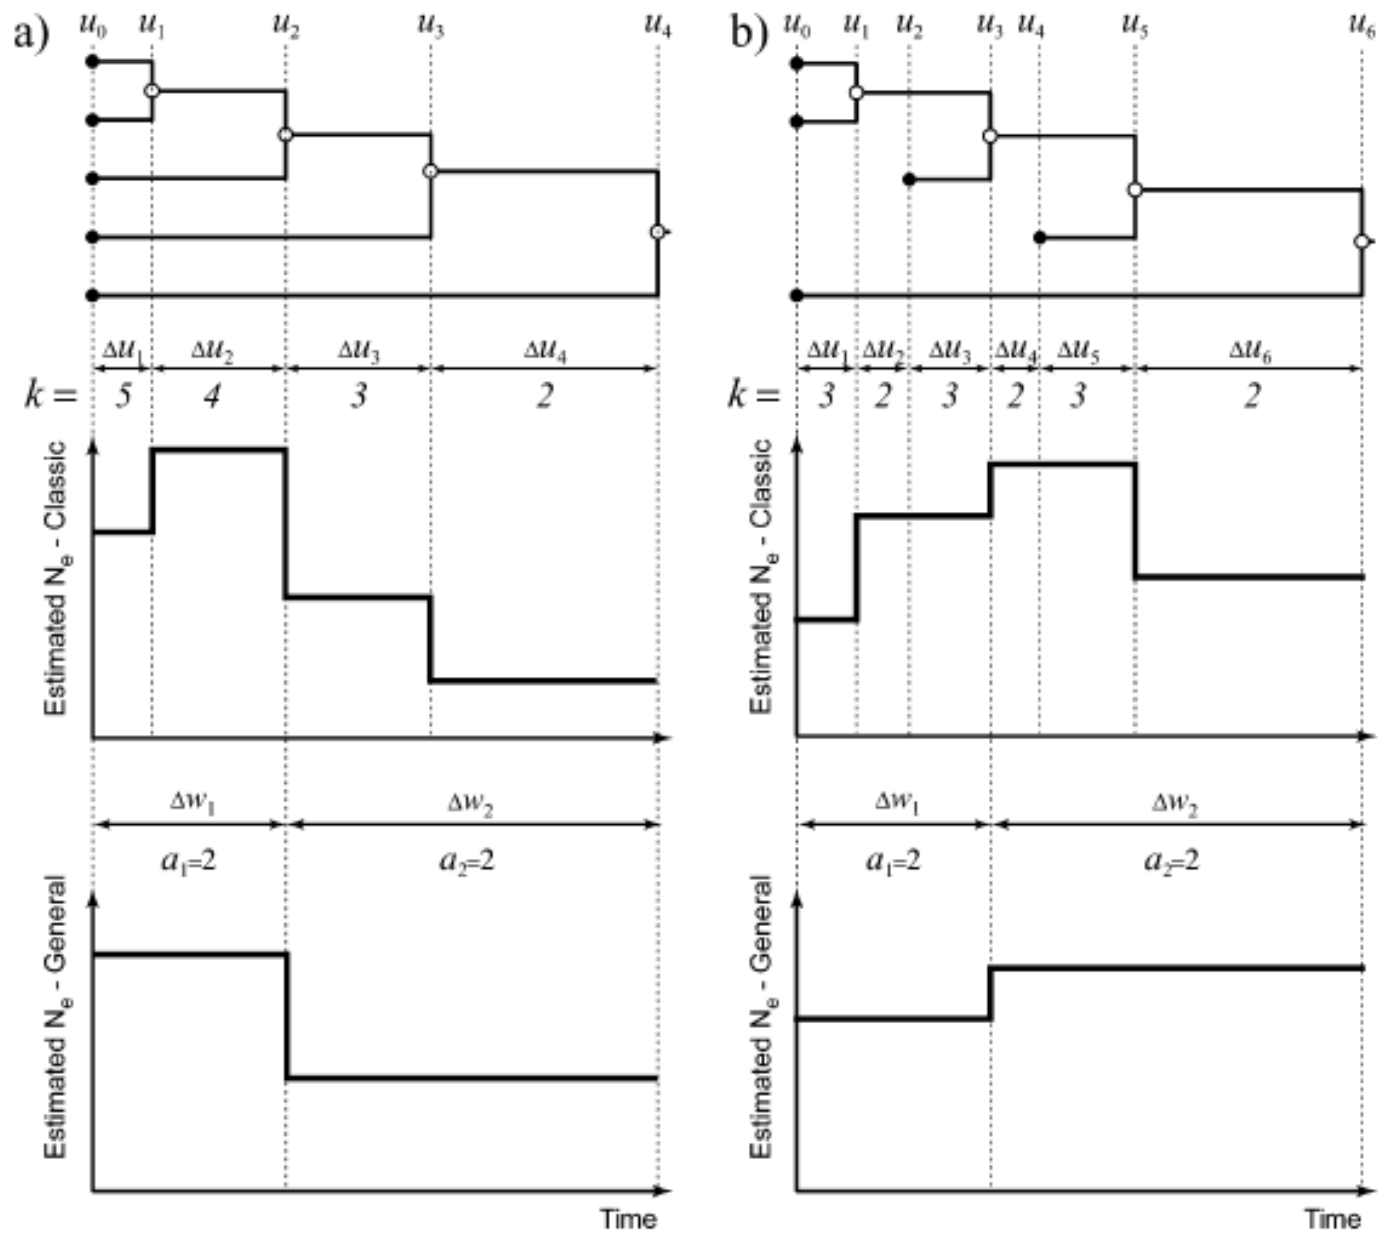 a) u₀ u₁ u₂ u₃ u₄
Δu₁ Δu₂ Δu₃ Δu₄
k = 5 4 3 2
Estimated Nₑ - Classic
Δw₁ Δw₂
a₁=2 a₂=2
Estimated Nₑ - General
Time
b) u₀ u₁ u₂ u₃ u₄ u₅ u₆
Δu₁ Δu₂ Δu₃ Δu₄ Δu₅ Δu₆
k = 3 2 3 2 3 2
Estimated Nₑ - Classic
Δw₁ Δw₂
a₁=2 a₂=2
Estimated Nₑ - General
Time